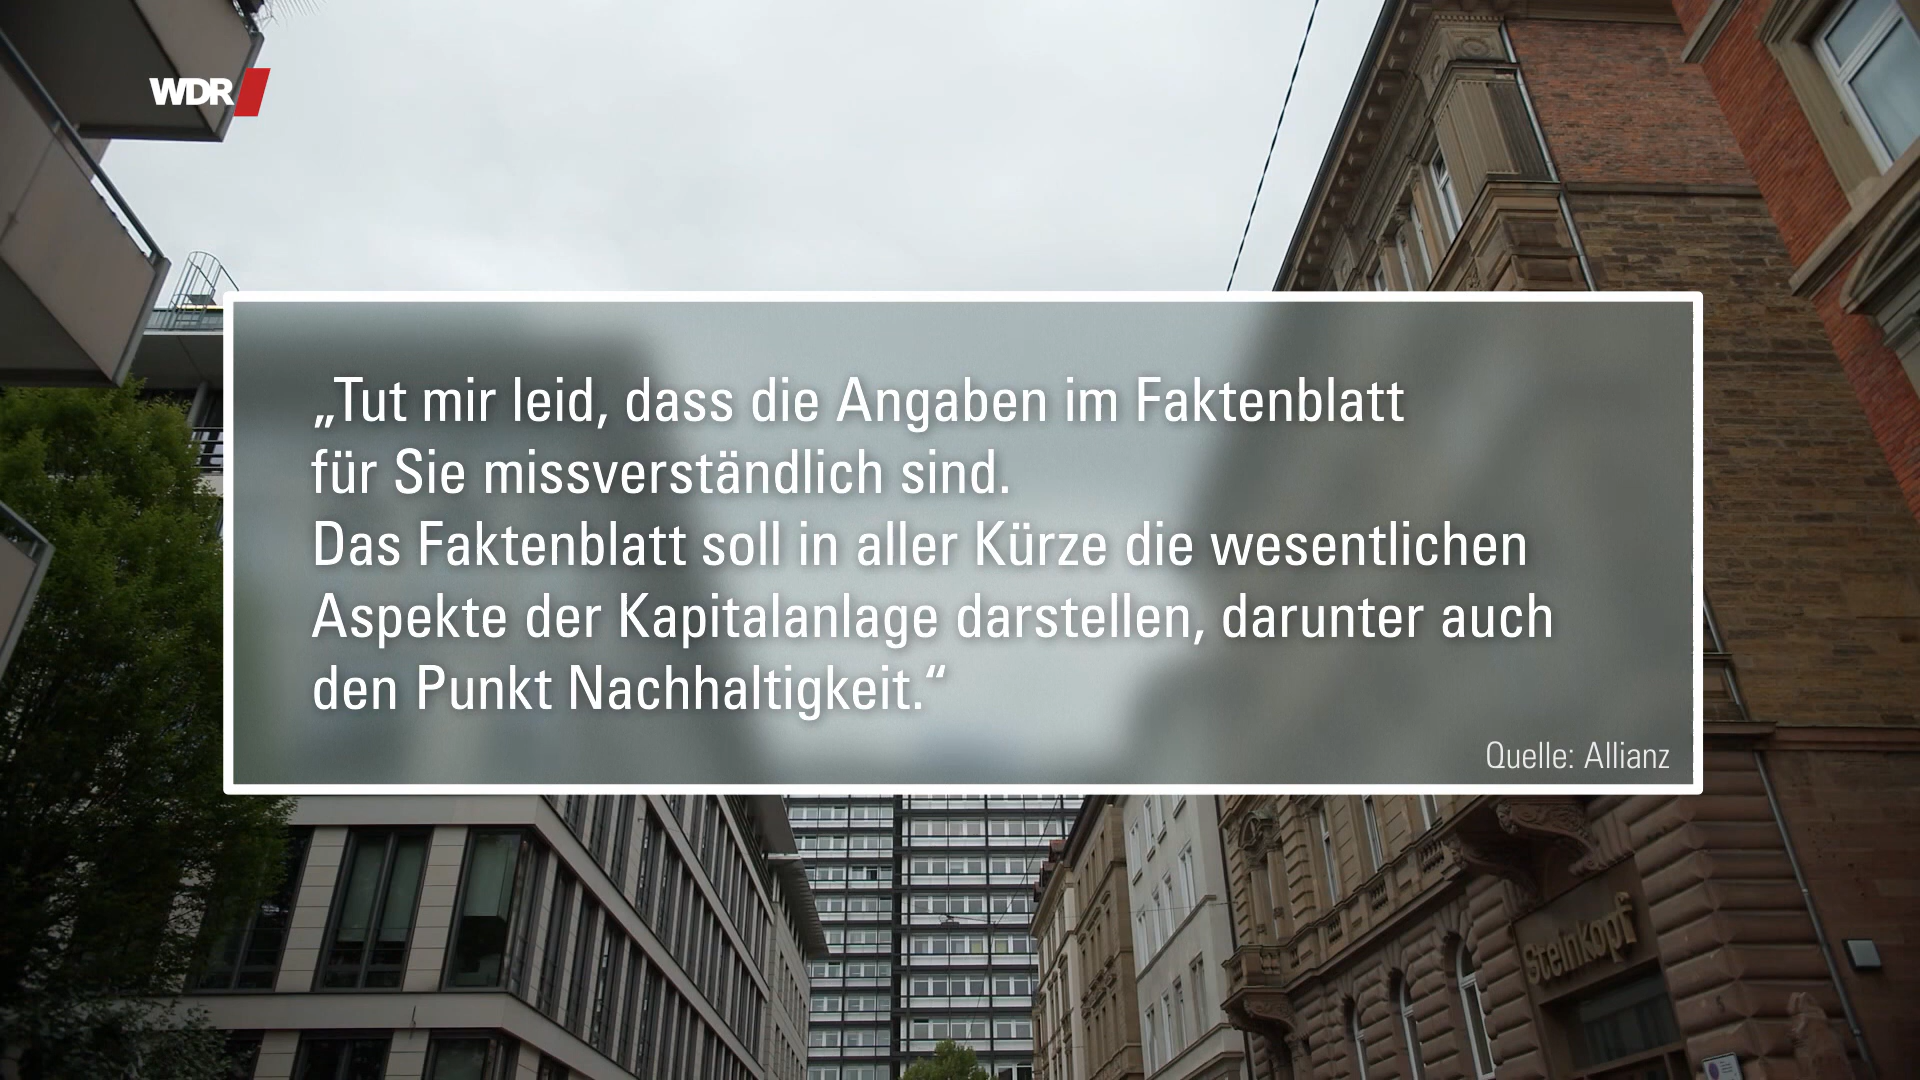 WDR
„Tut mir leid, dass die Angaben im Faktenblatt
für Sie missverständlich sind.
Das Faktenblatt soll in aller Kürze die wesentlichen
Aspekte der Kapitalanlage darstellen, darunter auch
den Punkt Nachhaltigkeit.“
Quelle: Allianz
Steinkopf